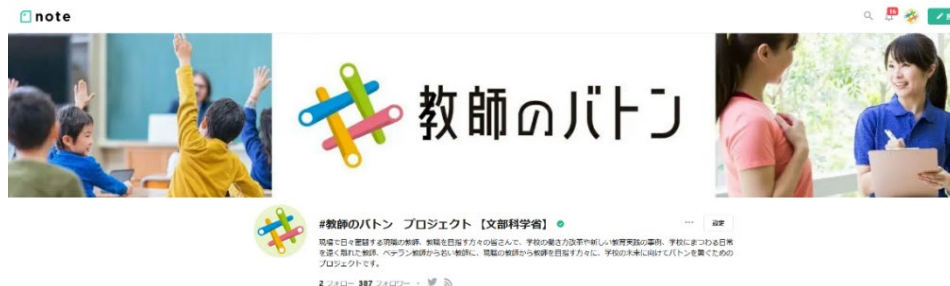 note
16
教師のバトン
#教師のバトン プロジェクト 【文部科学省】
... 設定
現場で日々奮闘する現職の教師、教職を目指す方々の皆さんで、学校の働き方改革や新しい教育実践の事例、学校にまつわる日常
を遠く離れた教師、ベテラン教師から若い教師に、現職の教師から教師を目指す方々に、学校の未来に向けてバトンを繋ぐための
プロジェクトです。
2 フォロー 387 フォロワー